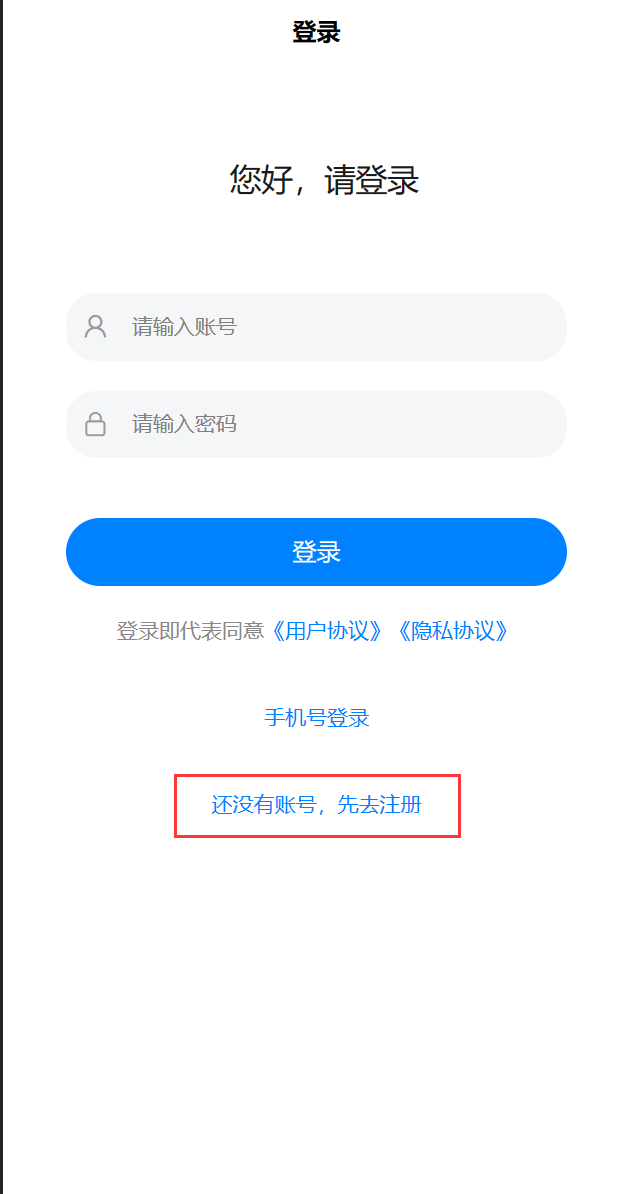 登录
您好，请登录
请输入账号
请输入密码
登录
登录即代表同意《用户协议》《隐私协议》
手机号登录
还没有账号，先去注册